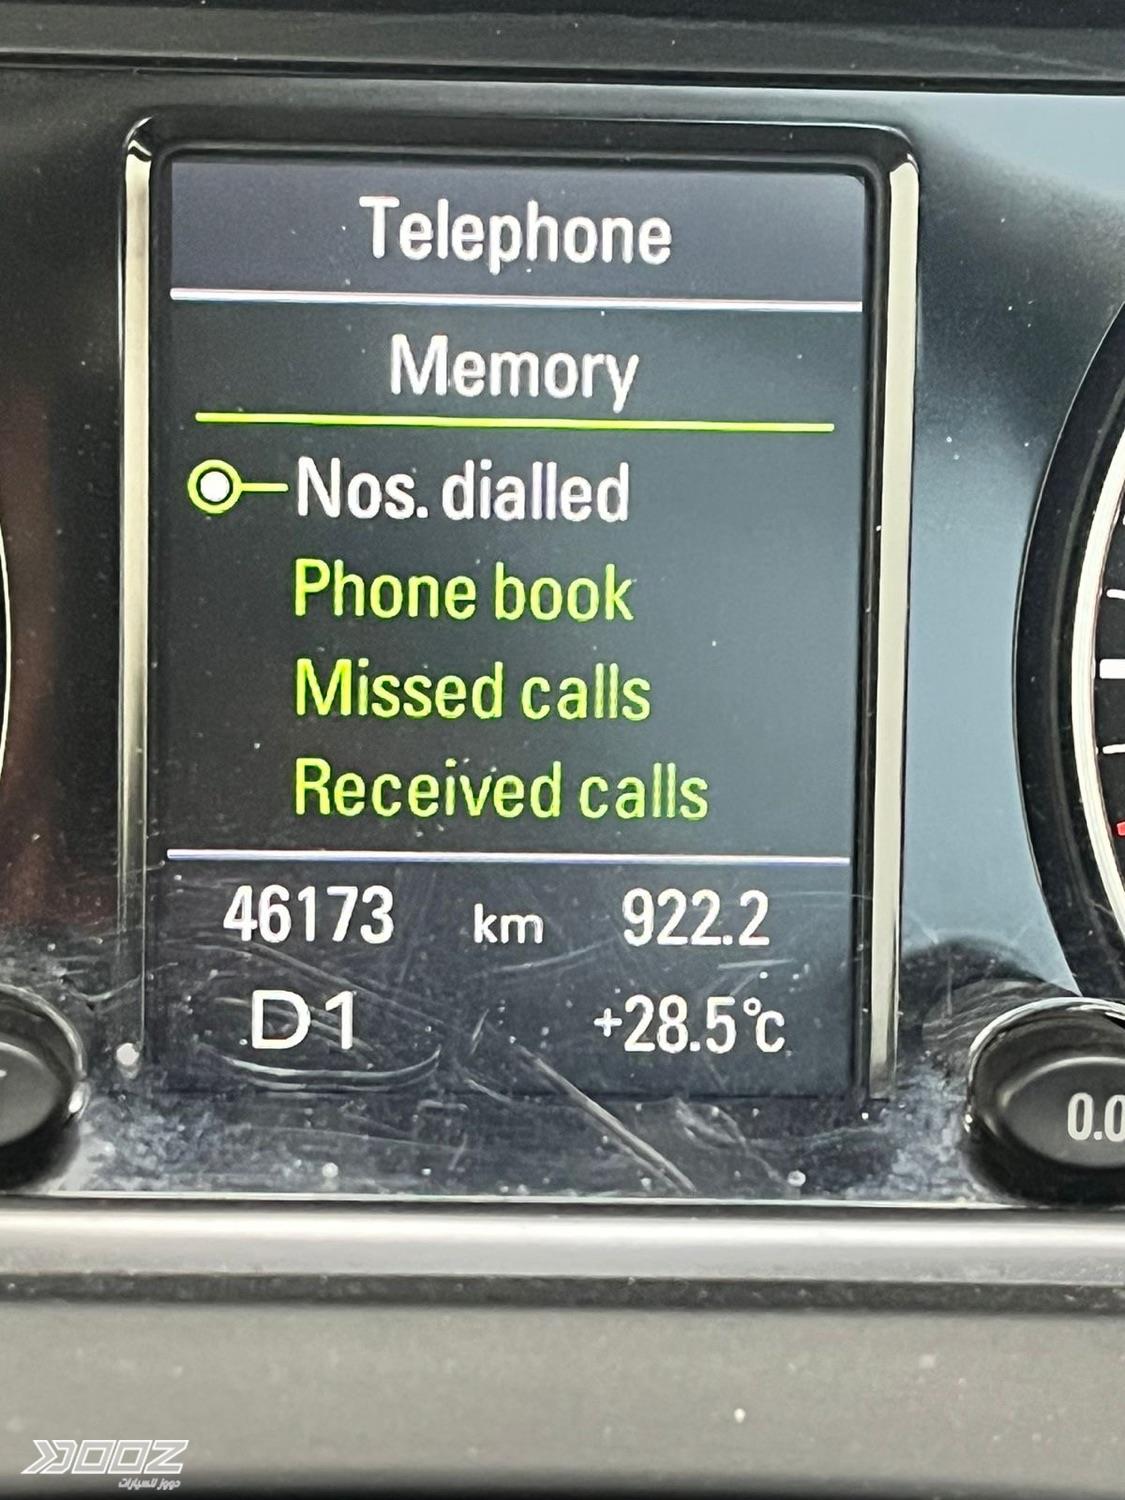 Telephone
Memory
Nos. dialled
Phone book
Missed calls
Received calls
46173 km 922.2
D1 +28.5°C
0.0
DOOZ
دووز للسيارات